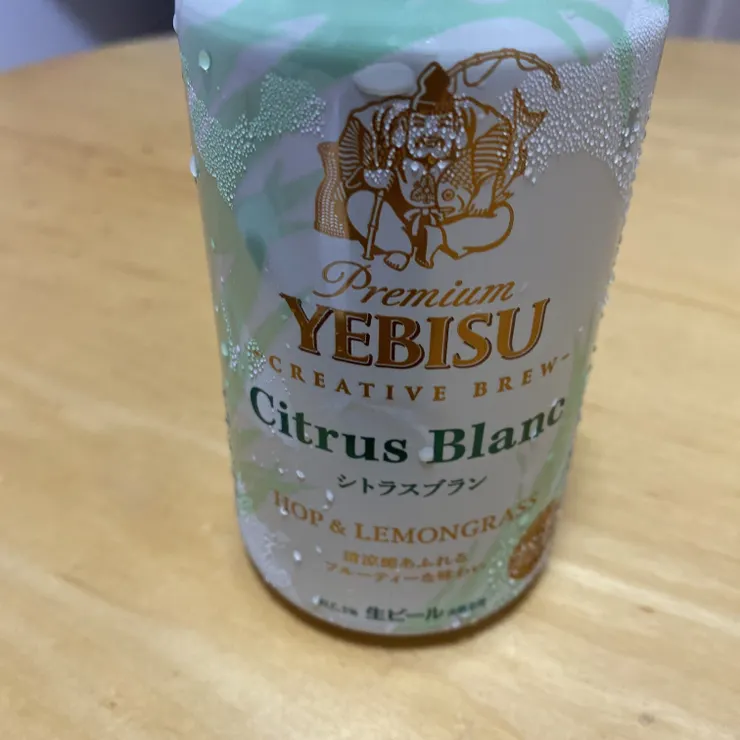 Premium
YEBISU
CREATIVE BREW
Citrus Blanc
シトラスブラン
HOP & LEMONGRASS
清涼感あふれる
フルーティーな味わい
生ビール